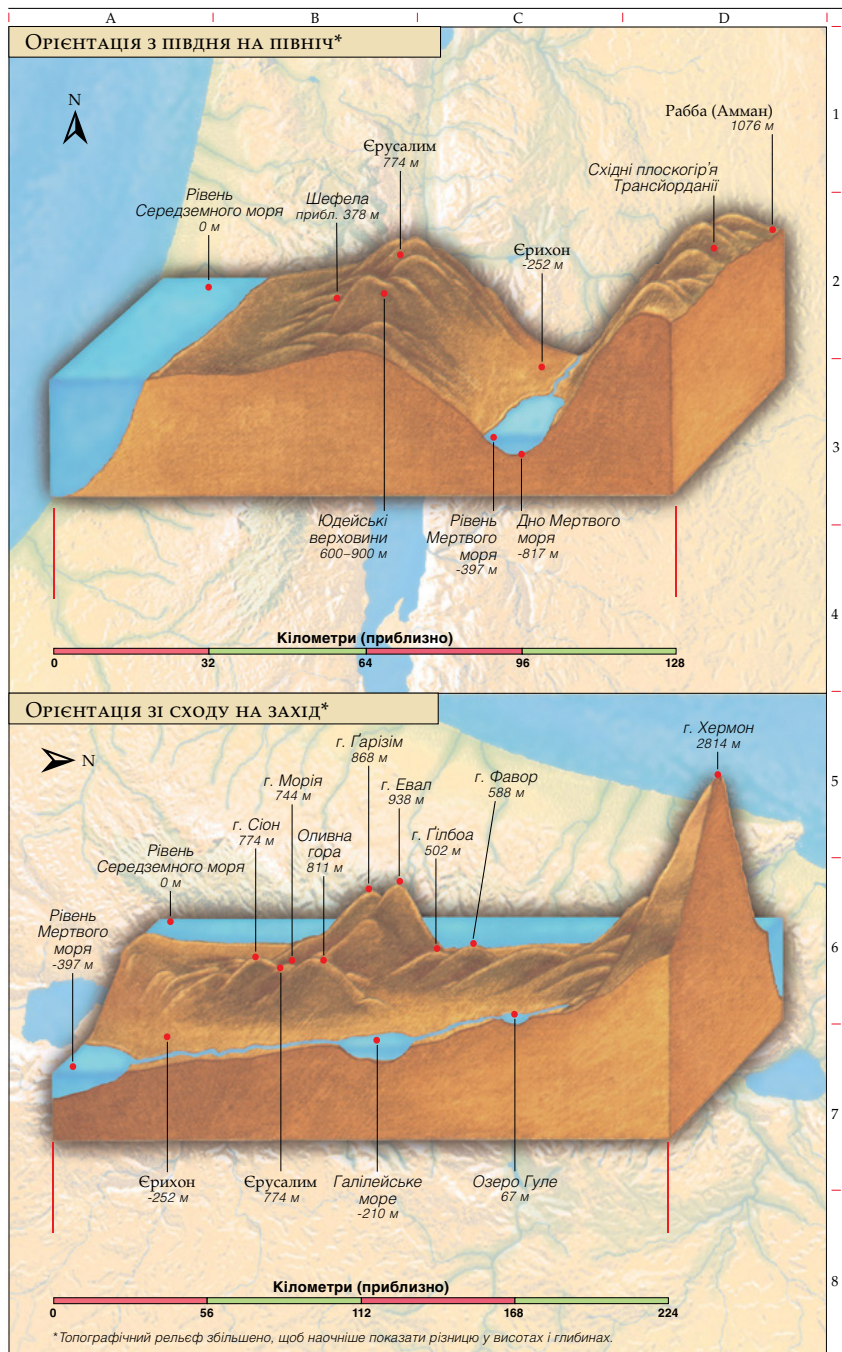 A B C D
Орієнтація з півдня на північ*
N
1
Рабба (Амман)
1076 м
Єрусалим
774 м
Східні плоскогір’я
Трансйорданії
Рівень
Середземного моря
0 м
Шефела
прибл. 378 м
Єрихон
-252 м
2
3
Юдейські
верховини
600–900 м
Рівень
Мертвого
моря
-397 м
Дно Мертвого
моря
-817 м
4
Кілометри (приблизно)
0 32 64 96 128
Орієнтація зі сходу на захід*
N
5
г. Хермон
2814 м
г. Ґарізім
868 м
г. Морія
744 м
г. Евал
938 м
г. Фавор
588 м
г. Сіон
774 м
Оливна
гора
811 м
г. Ґілбоа
502 м
Рівень
Середземного моря
0 м
Рівень
Мертвого
моря
-397 м
6
7
Єрихон
-252 м
Єрусалим
774 м
Галілейське
море
-210 м
Озеро Гуле
67 м
8
Кілометри (приблизно)
0 56 112 168 224
*Топографічний рельєф збільшено, щоб наочніше показати різницю у висотах і глибинах.